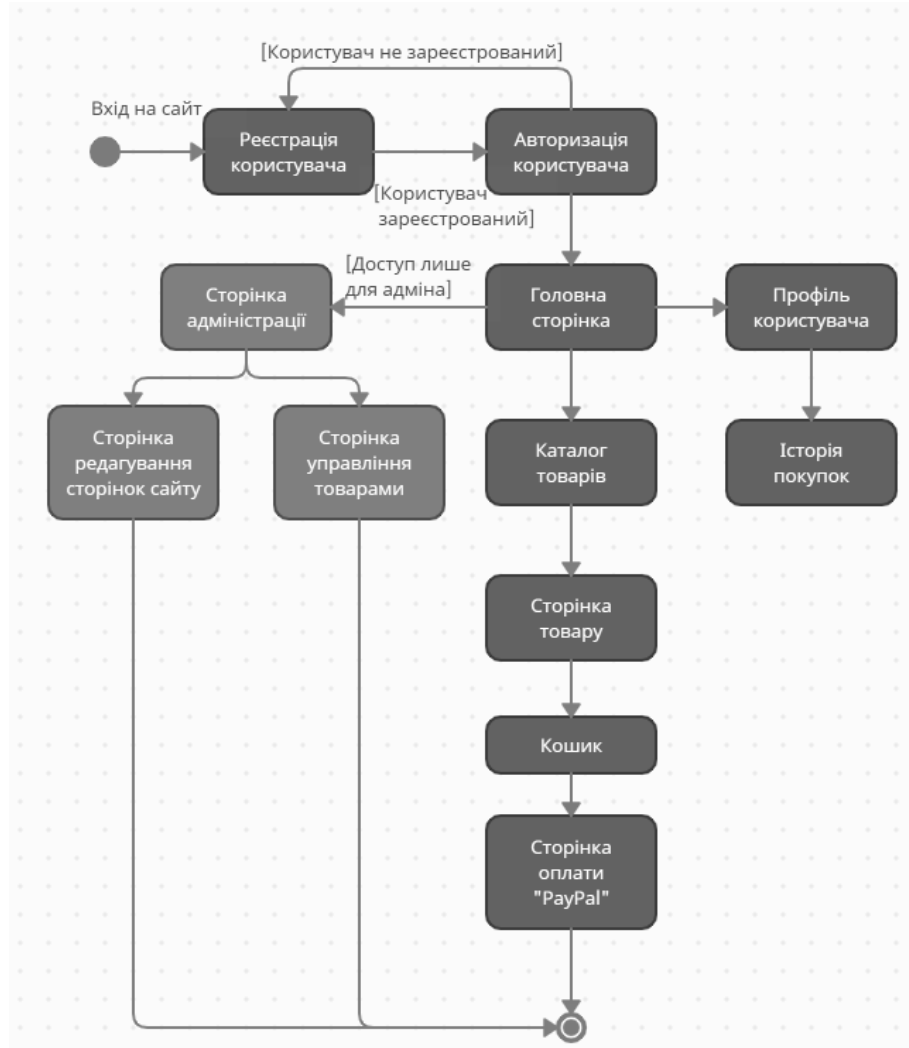 [Користувач не зареєстрований]
Вхід на сайт
Реєстрація
користувача
Авторизація
користувача
[Користувач
зареєстрований]
[Доступ лише
для адміна]
Сторінка
адміністрації
Головна
сторінка
Профіль
користувача
Сторінка
редагування
сторінок сайту
Сторінка
управління
товарами
Каталог
товарів
Історія
покупок
Сторінка
товару
Кошик
Сторінка
оплати
"PayPal"